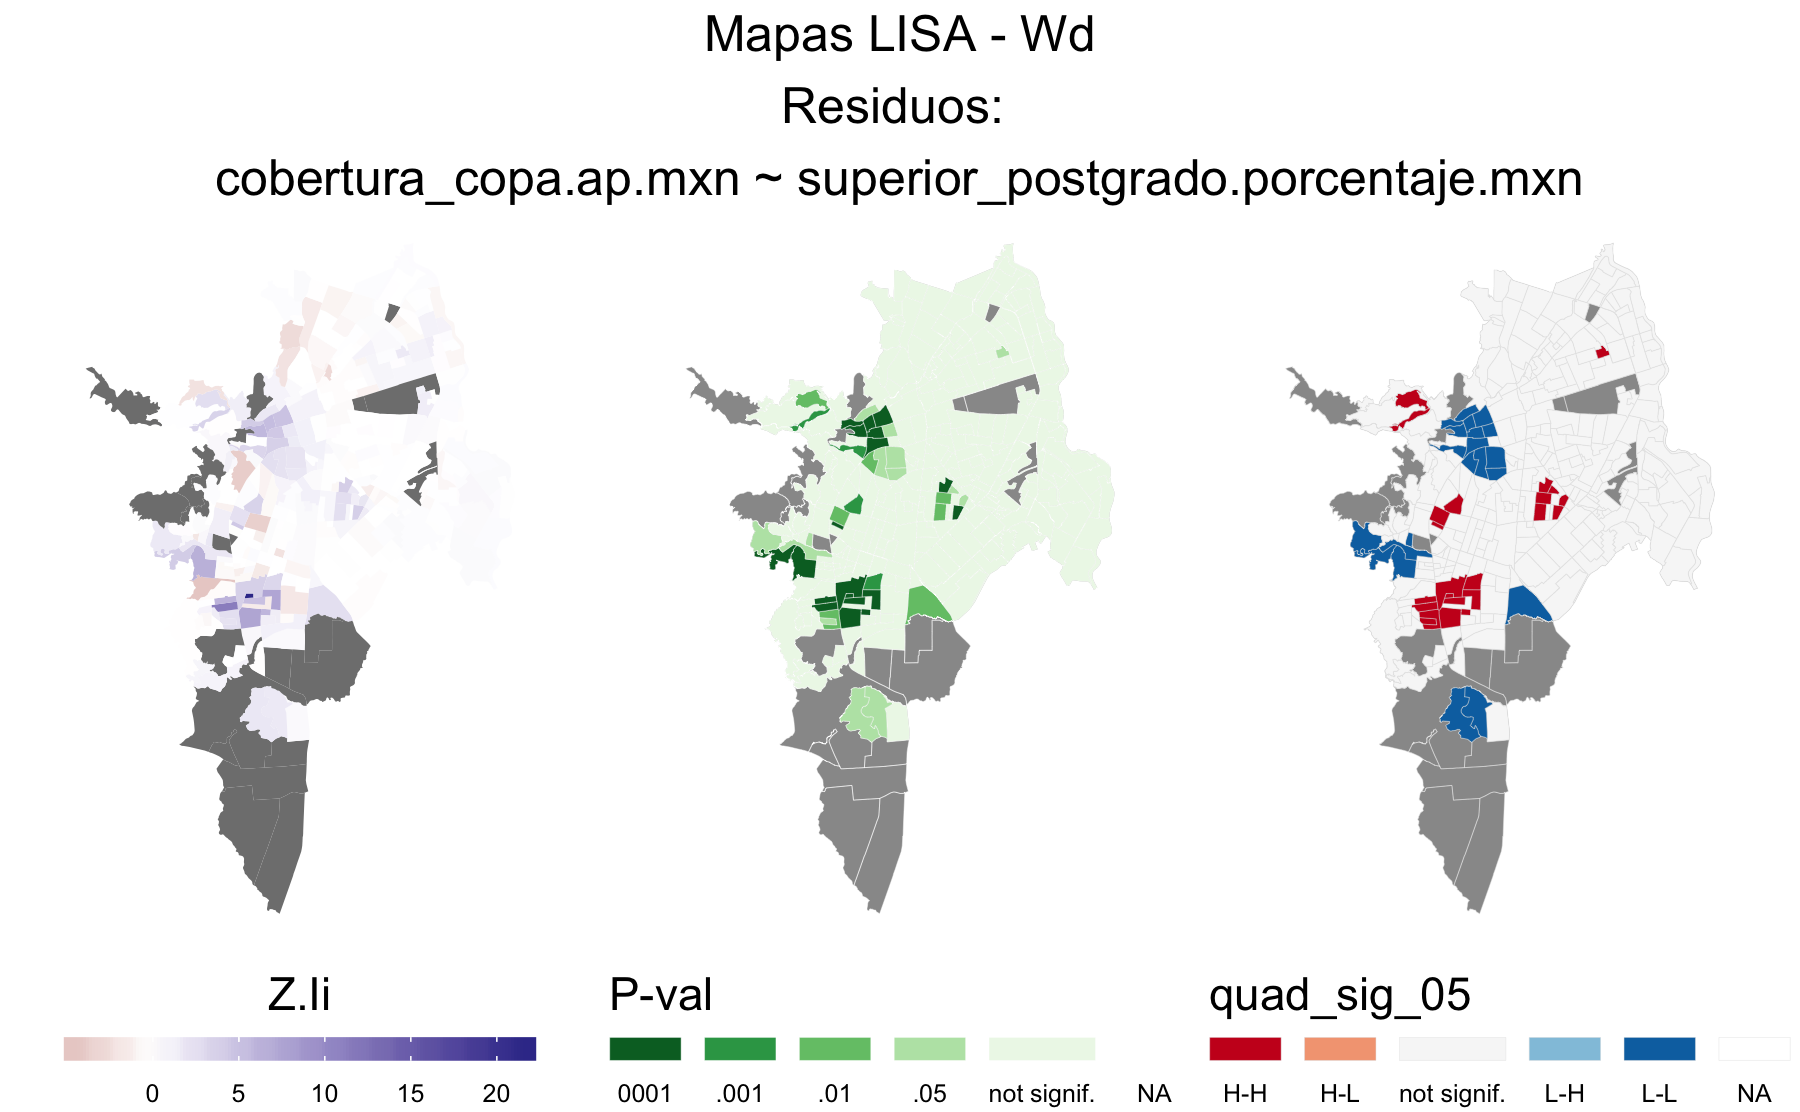 Mapas LISA - Wd
Residuos:
cobertura_copa.ap.mxn ~ superior_postgrado.porcentaje.mxn
Z.Ii
0 5 10 15 20
P-val
0001 .001 .01 .05 not signif. NA
quad_sig_05
H-H H-L not signif. L-H L-L NA